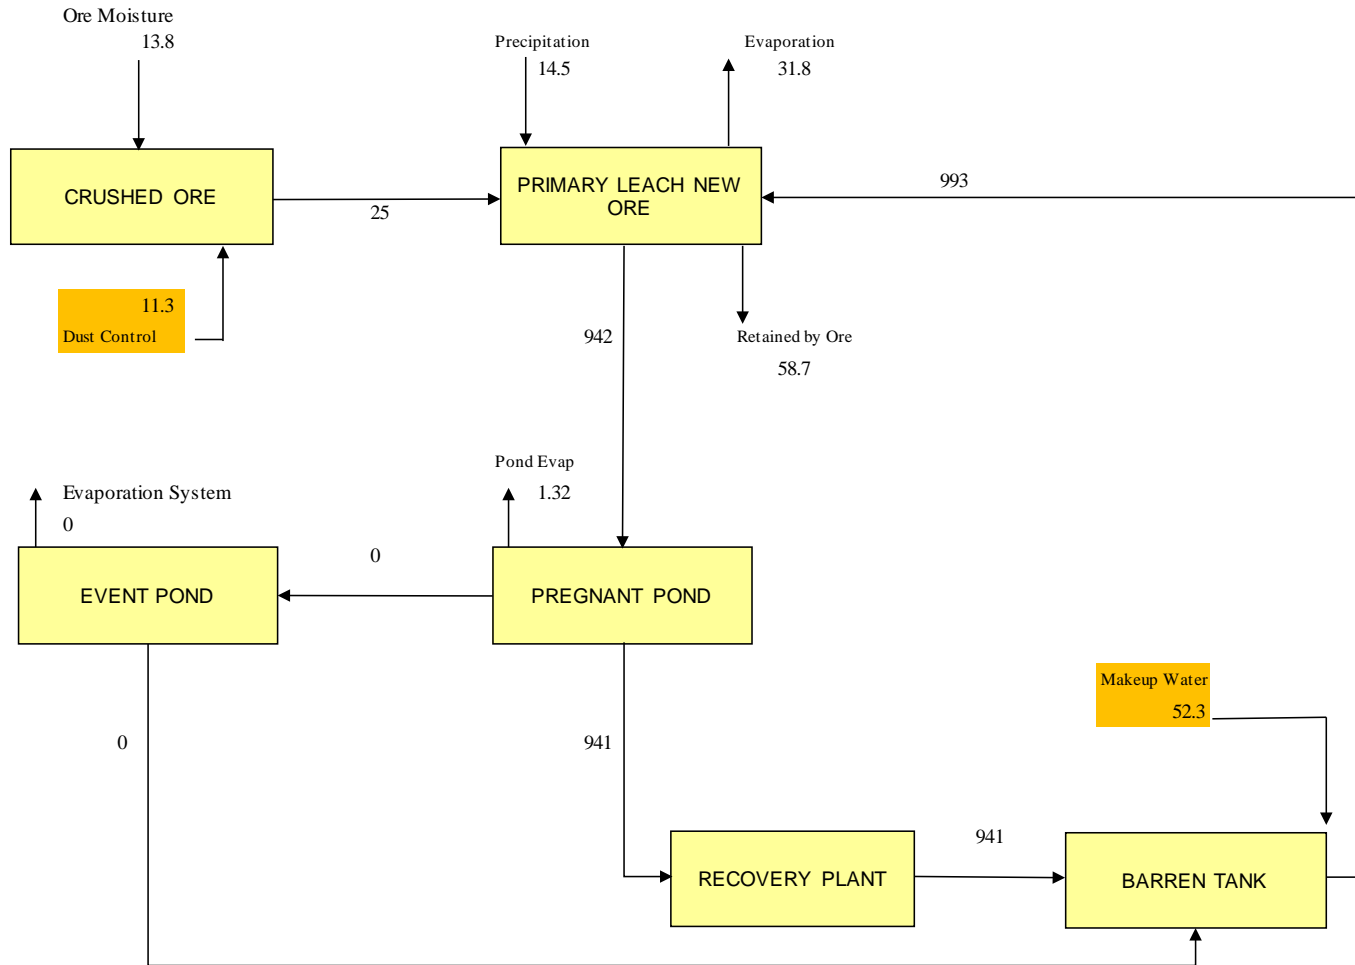 Ore Moisture
13.8
Precipitation
14.5
Evaporation
31.8
CRUSHED ORE
25
PRIMARY LEACH NEW
ORE
993
11.3
Dust Control
942
Retained by Ore
58.7
Evaporation System
0
Pond Evap
1.32
EVENT POND
0
PREGNANT POND
Makeup Water
52.3
0
941
RECOVERY PLANT
941
BARREN TANK